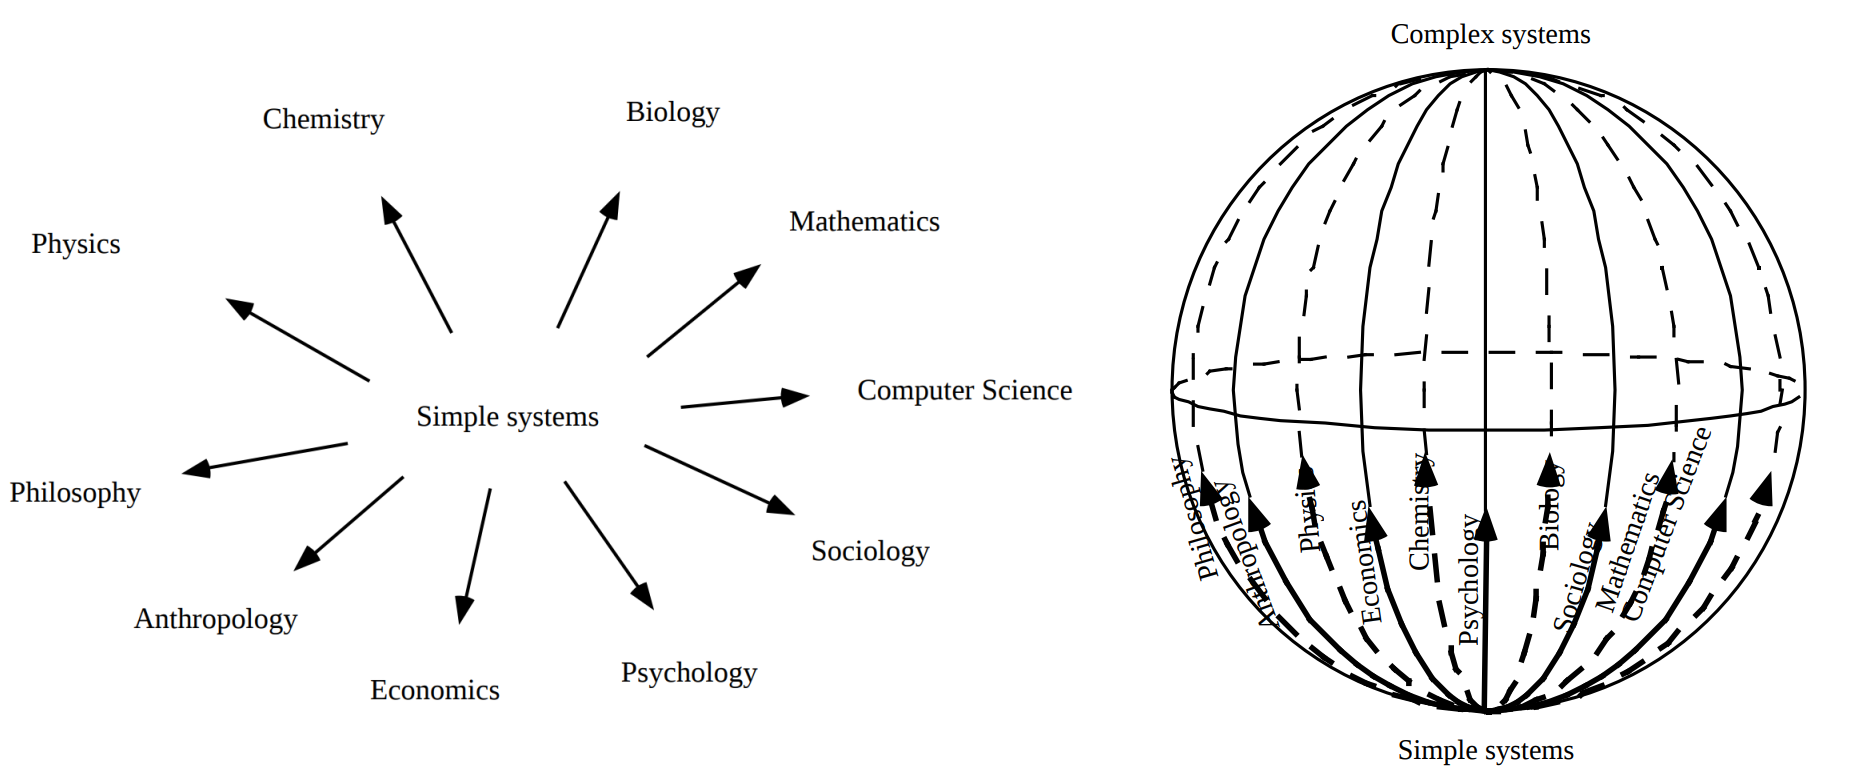 Chemistry
Biology
Physics
Mathematics
Simple systems
Computer Science
Philosophy
Sociology
Anthropology
Economics
Psychology
Complex systems
Philosophy
Anthropology
Physics
Economics
Chemistry
Psychology
Biology
Sociology
Mathematics
Computer Science
Simple systems